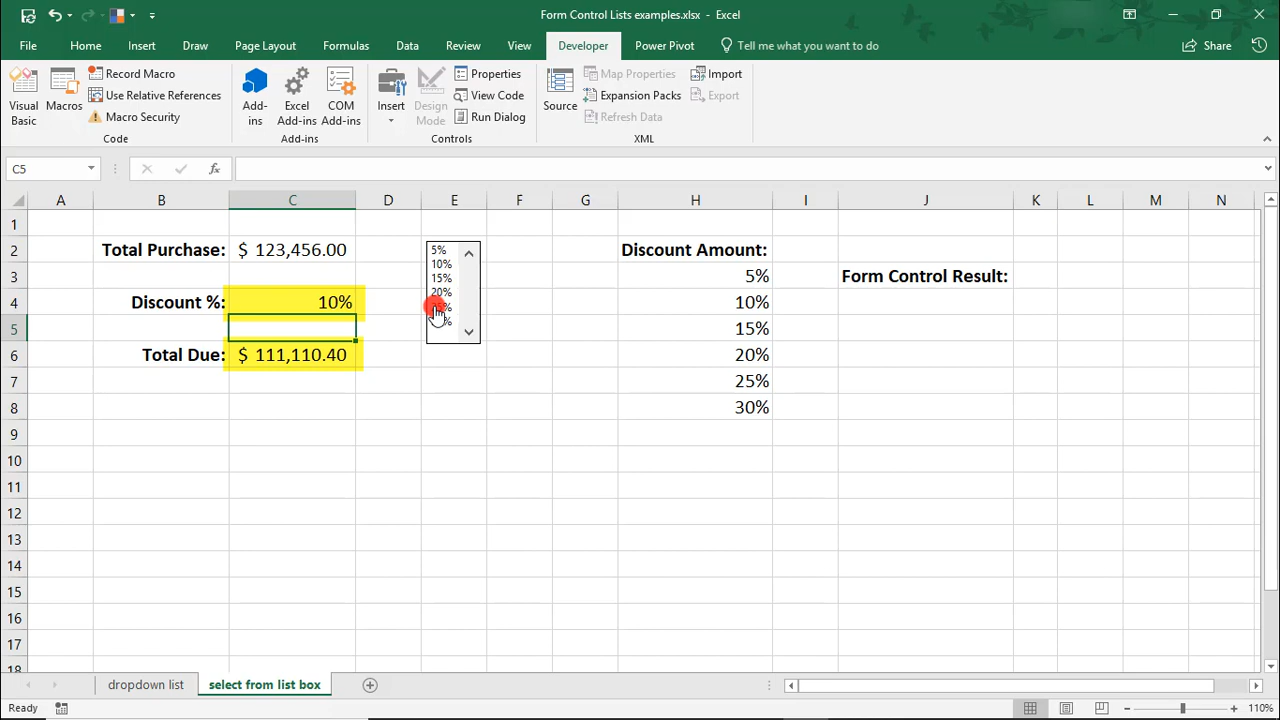 Form Control Lists examples.xlsx - Excel
File Home Insert Draw Page Layout Formulas Data Review View Developer Power Pivot Tell me what you want to do Share
Visual Basic
Macros
Record Macro
Use Relative References
Macro Security
Code
Add-ins
Excel Add-ins
COM Add-ins
Add-ins
Insert
Design Mode
Properties
View Code
Run Dialog
Controls
Source
Map Properties
Expansion Packs
Refresh Data
Import
Export
XML
C5 fx
A B C D E F G H I J K L M N
1
2 Total Purchase: $ 123,456.00 Discount Amount:
3 5% Form Control Result:
4 Discount %: 10% 10%
5 15%
6 Total Due: $ 111,110.40 20%
7 25%
8 30%
9
10
11
12
13
14
15
16
17
18
5%
10%
15%
20%
dropdown list select from list box
Ready 110%